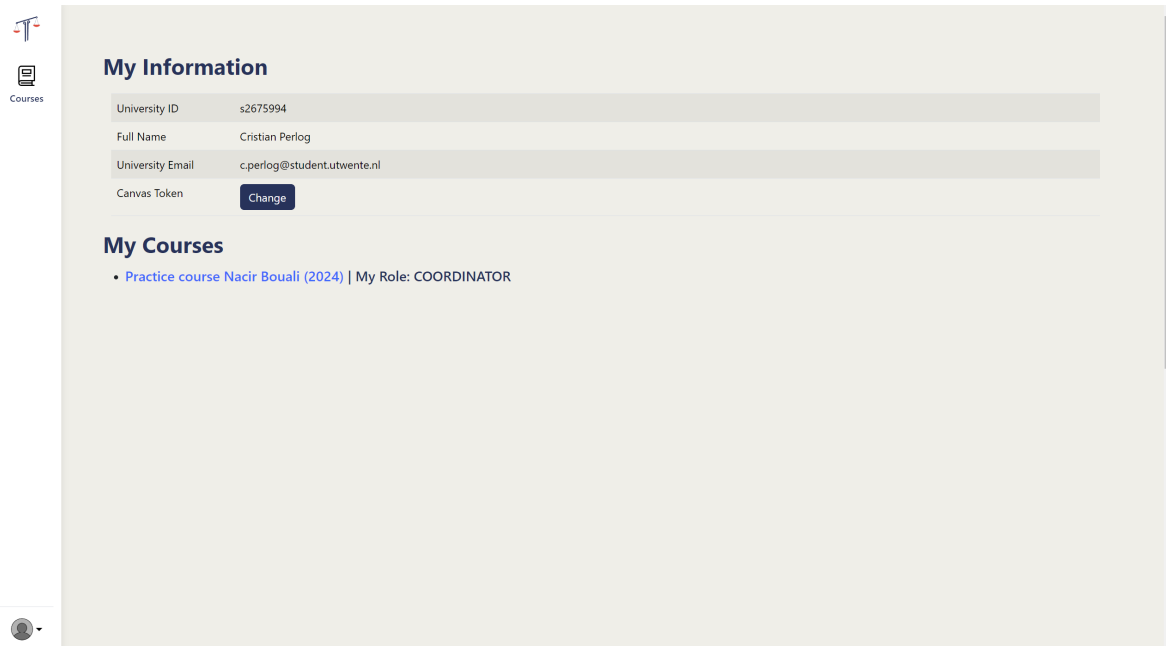 Courses
My Information
University ID s2675994
Full Name Cristian Perlog
University Email c.perlog@student.utwente.nl
Canvas Token Change
My Courses
• Practice course Nacir Bouali (2024) | My Role: COORDINATOR